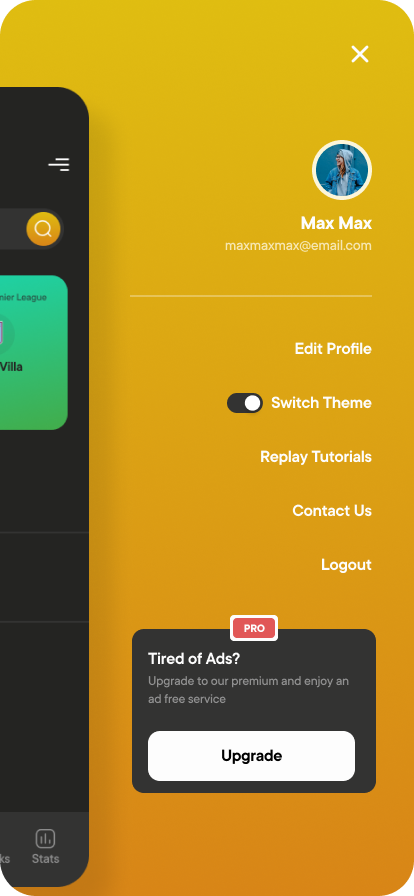 Max Max
maxmaxmax@email.com
Edit Profile
Switch Theme
Replay Tutorials
Contact Us
Logout
PRO
Tired of Ads?
Upgrade to our premium and enjoy an
ad free service
Upgrade
nier League
Villa
ks
Stats